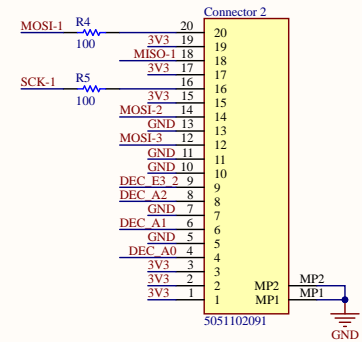 Connector 2
MOSI-1 R4 20 20
100 3V3 19 19
MISO-1 18 18
3V3 17 17
SCK-1 R5 16 16
100 3V3 15 15
MOSI-2 14 14
GND 13 13
MOSI-3 12 12
GND 11 11
GND 10 10
DEC_E3_2 9 9
DEC_A2 8 8
GND 7 7
DEC_A1 6 6
GND 5 5
DEC_A0 4 4
3V3 3 3
3V3 2 2 MP2 MP2
3V3 1 1 MP1 MP1
5051102091
GND